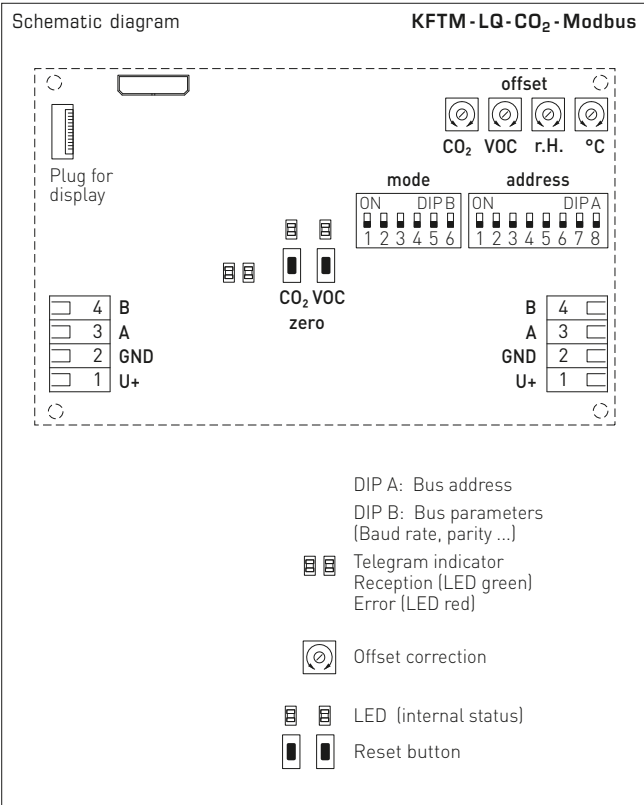 Schematic diagram KFTM-LQ-CO₂-Modbus
offset
CO₂ VOC r.H. °C
Plug for
display
mode address
ON DIP B ON DIP A
1 2 3 4 5 6 1 2 3 4 5 6 7 8
CO₂ VOC
zero
4 B B 4
3 A A 3
2 GND GND 2
1 U+ U+ 1
DIP A: Bus address
DIP B: Bus parameters
(Baud rate, parity ...)
Telegram indicator
Reception (LED green)
Error (LED red)
Offset correction
LED (internal status)
Reset button